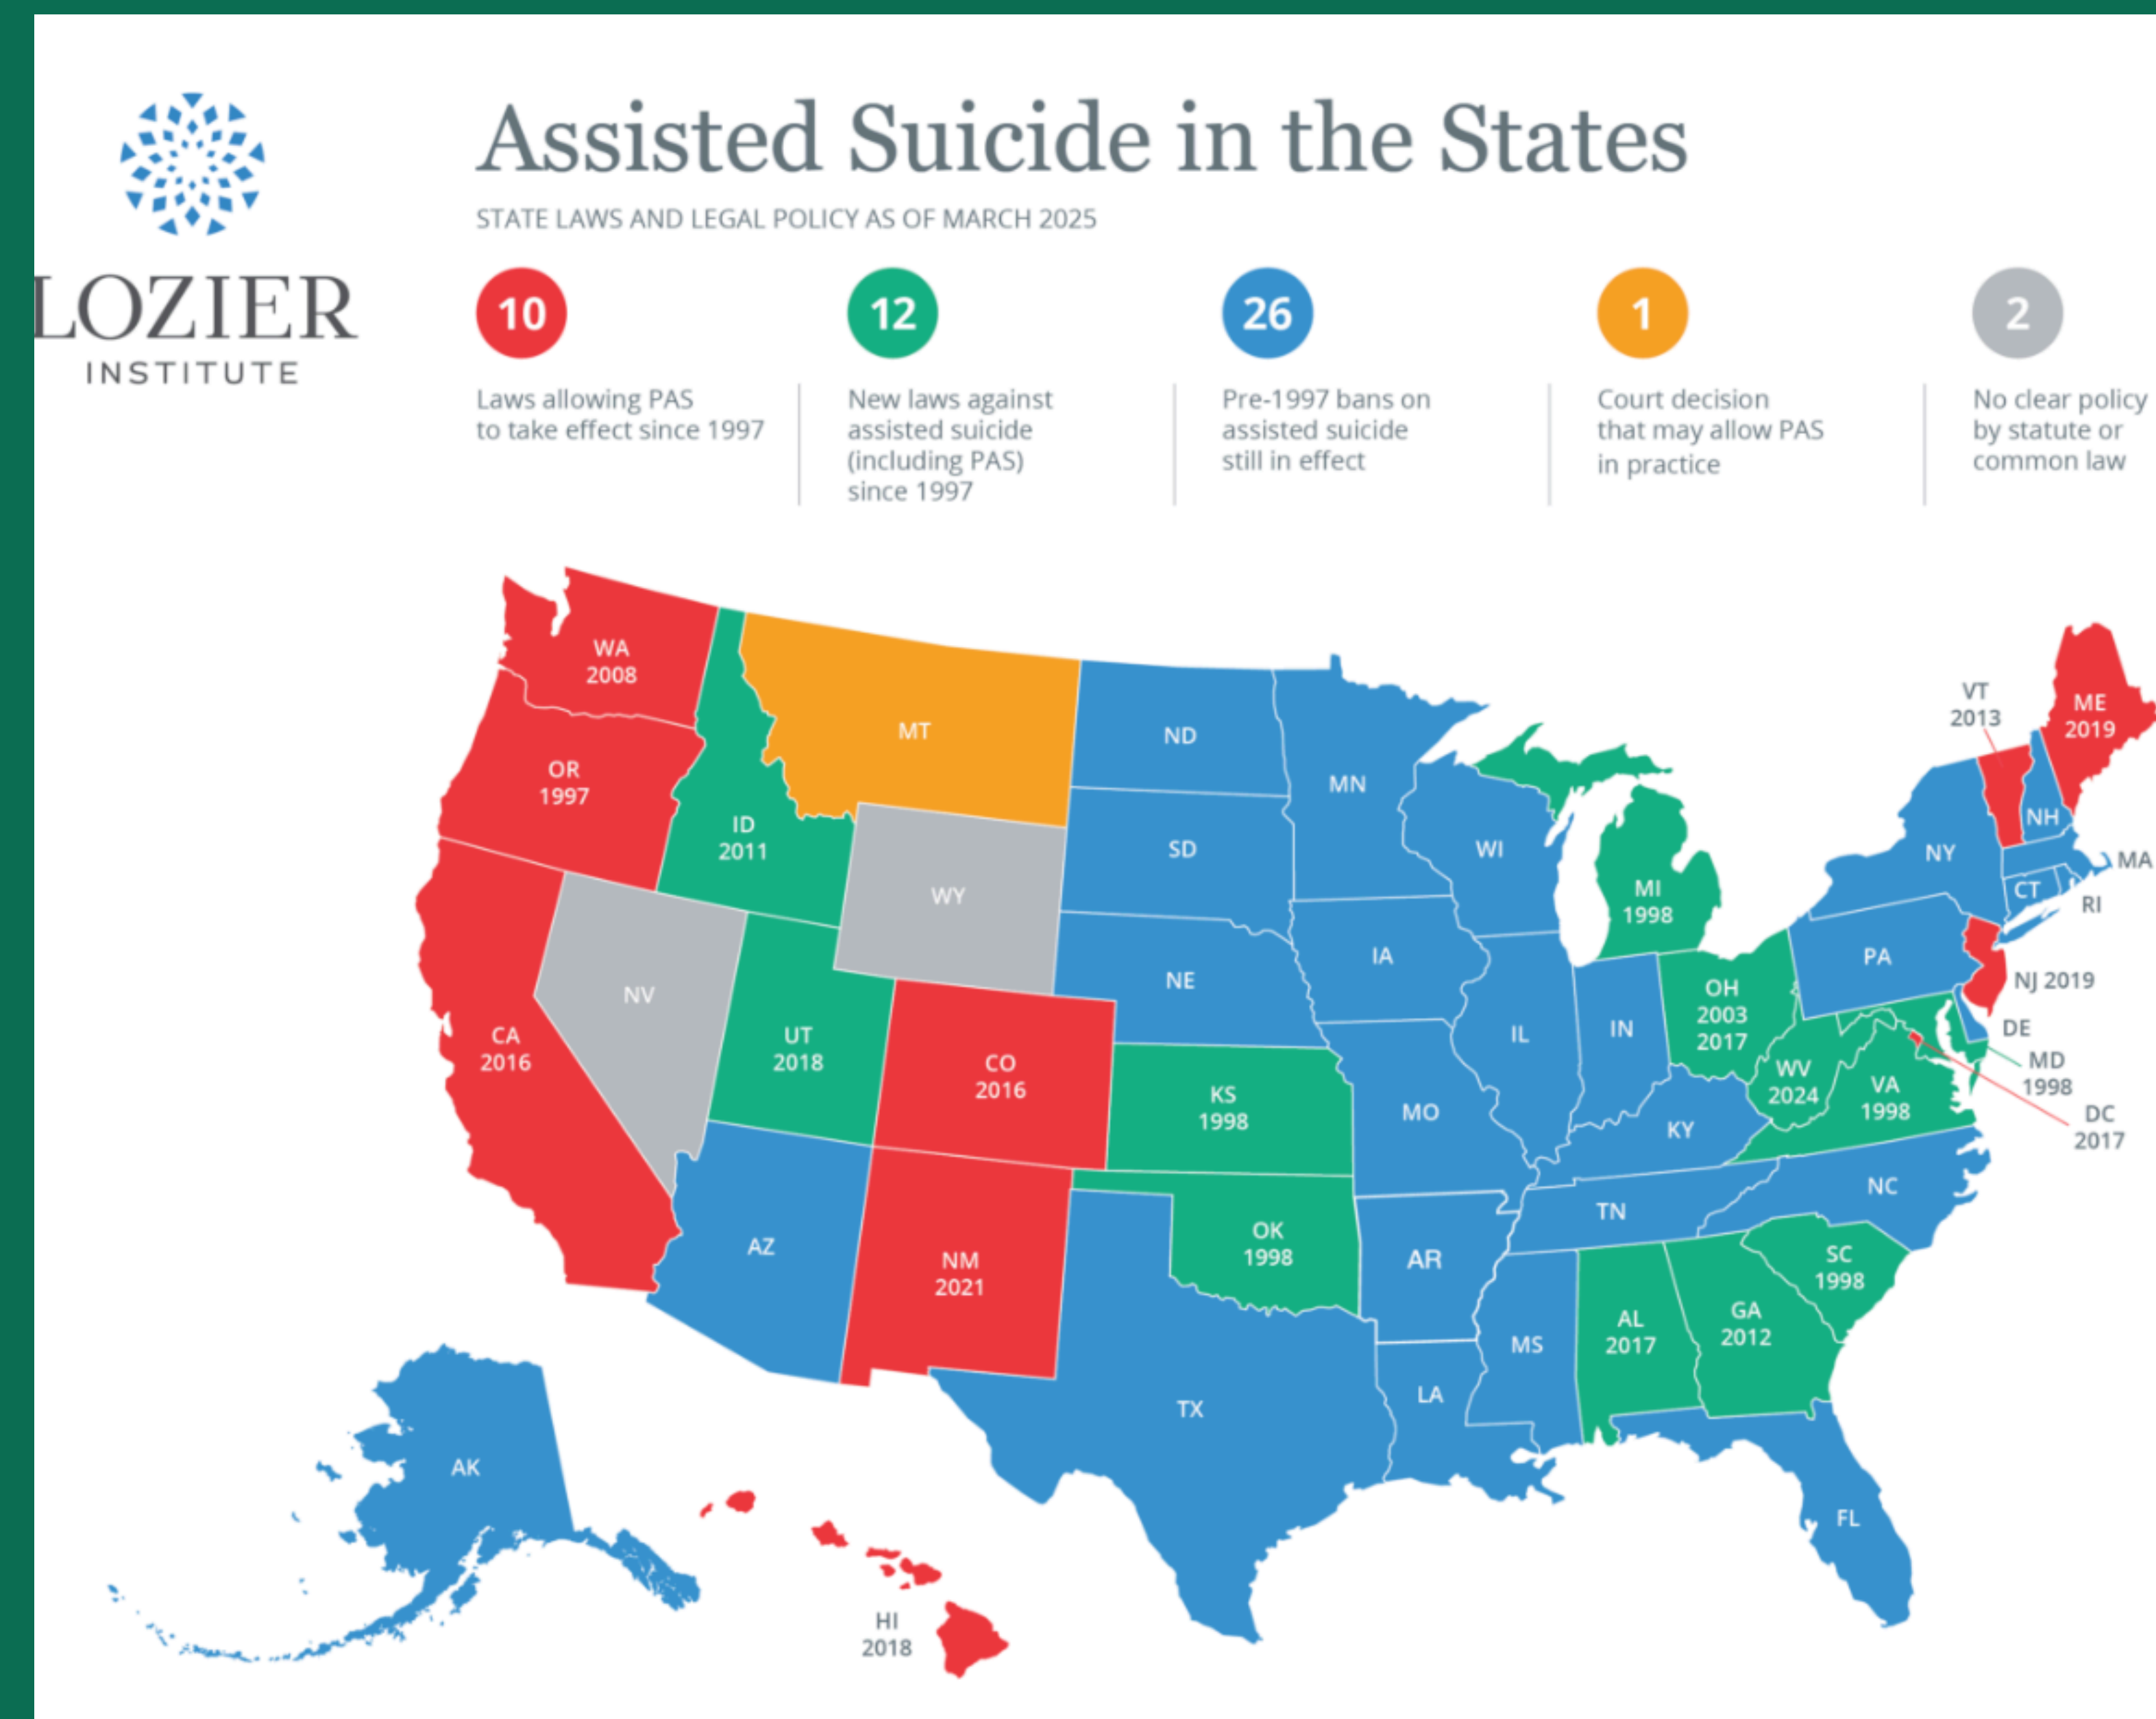 Assisted Suicide in the States
STATE LAWS AND LEGAL POLICY AS OF MARCH 2025
LOZIER
INSTITUTE
10
Laws allowing PAS
to take effect since 1997
12
New laws against
assisted suicide
(including PAS)
since 1997
26
Pre-1997 bans on
assisted suicide
still in effect
1
Court decision
that may allow PAS
in practice
2
No clear policy
by statute or
common law
WA
2008
OR
1997
CA
2016
ID
2011
MT
WY
NV
UT
2018
CO
2016
AZ
NM
2021
ND
SD
NE
KS
1998
OK
1998
TX
MN
IA
MO
AR
LA
WI
IL
MI
1998
IN
OH
2003
2017
KY
TN
MS
AL
2017
GA
2012
SC
1998
NC
FL
WV
2024
VA
1998
PA
NY
VT
2013
NH
ME
2019
MA
CT
RI
NJ 2019
DE
MD
1998
DC
2017
AK
HI
2018